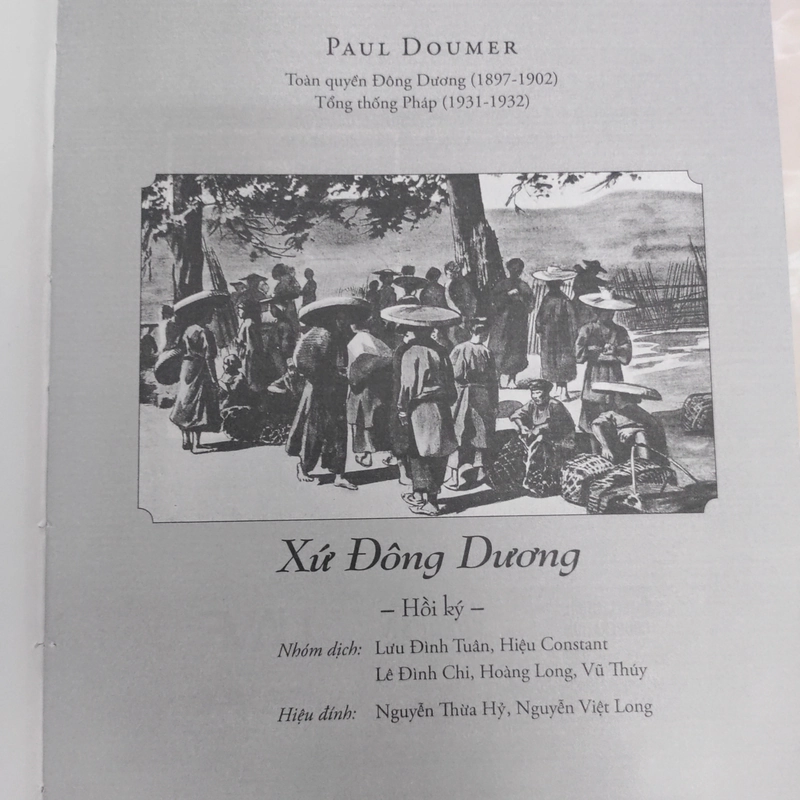 PAUL DOUMER
Toàn quyền Đông Dương (1897-1902)
Tổng thống Pháp (1931-1932)
Xứ Đông Dương
– Hồi ký –
Nhóm dịch: Lưu Đình Tuân, Hiệu Constant
Lê Đình Chi, Hoàng Long, Vũ Thúy
Hiệu đính: Nguyễn Thừa Hỷ, Nguyễn Việt Long